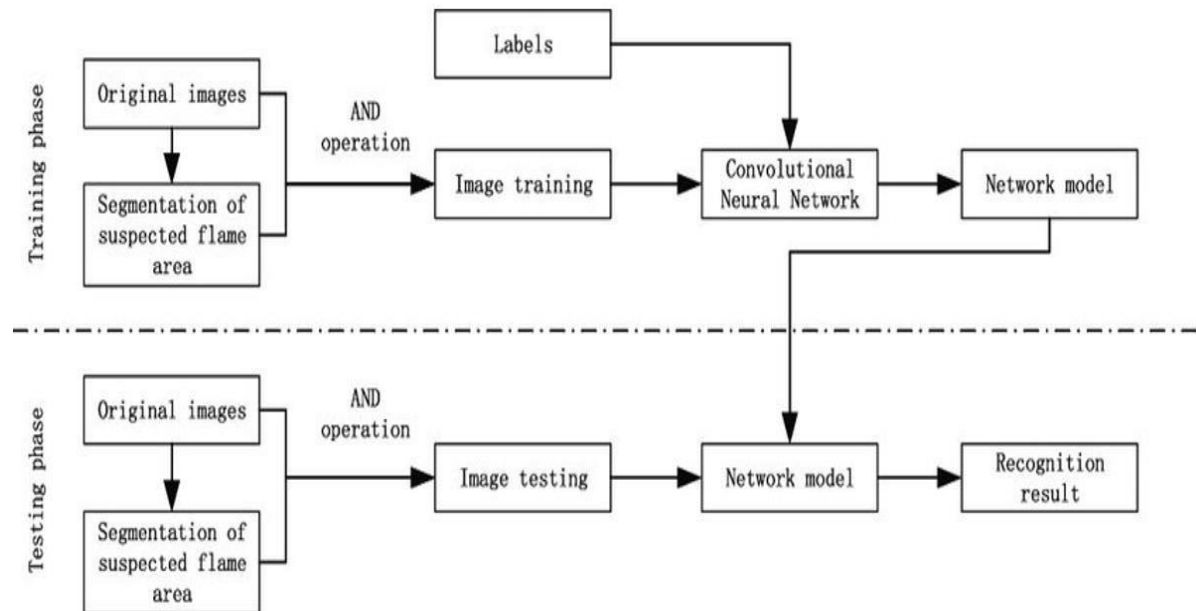 Training phase
Original images
Segmentation of
suspected flame
area
AND
operation
Labels
Image training
Convolutional
Neural Network
Network model
Testing phase
Original images
Segmentation of
suspected flame
area
AND
operation
Image testing
Network model
Recognition
result